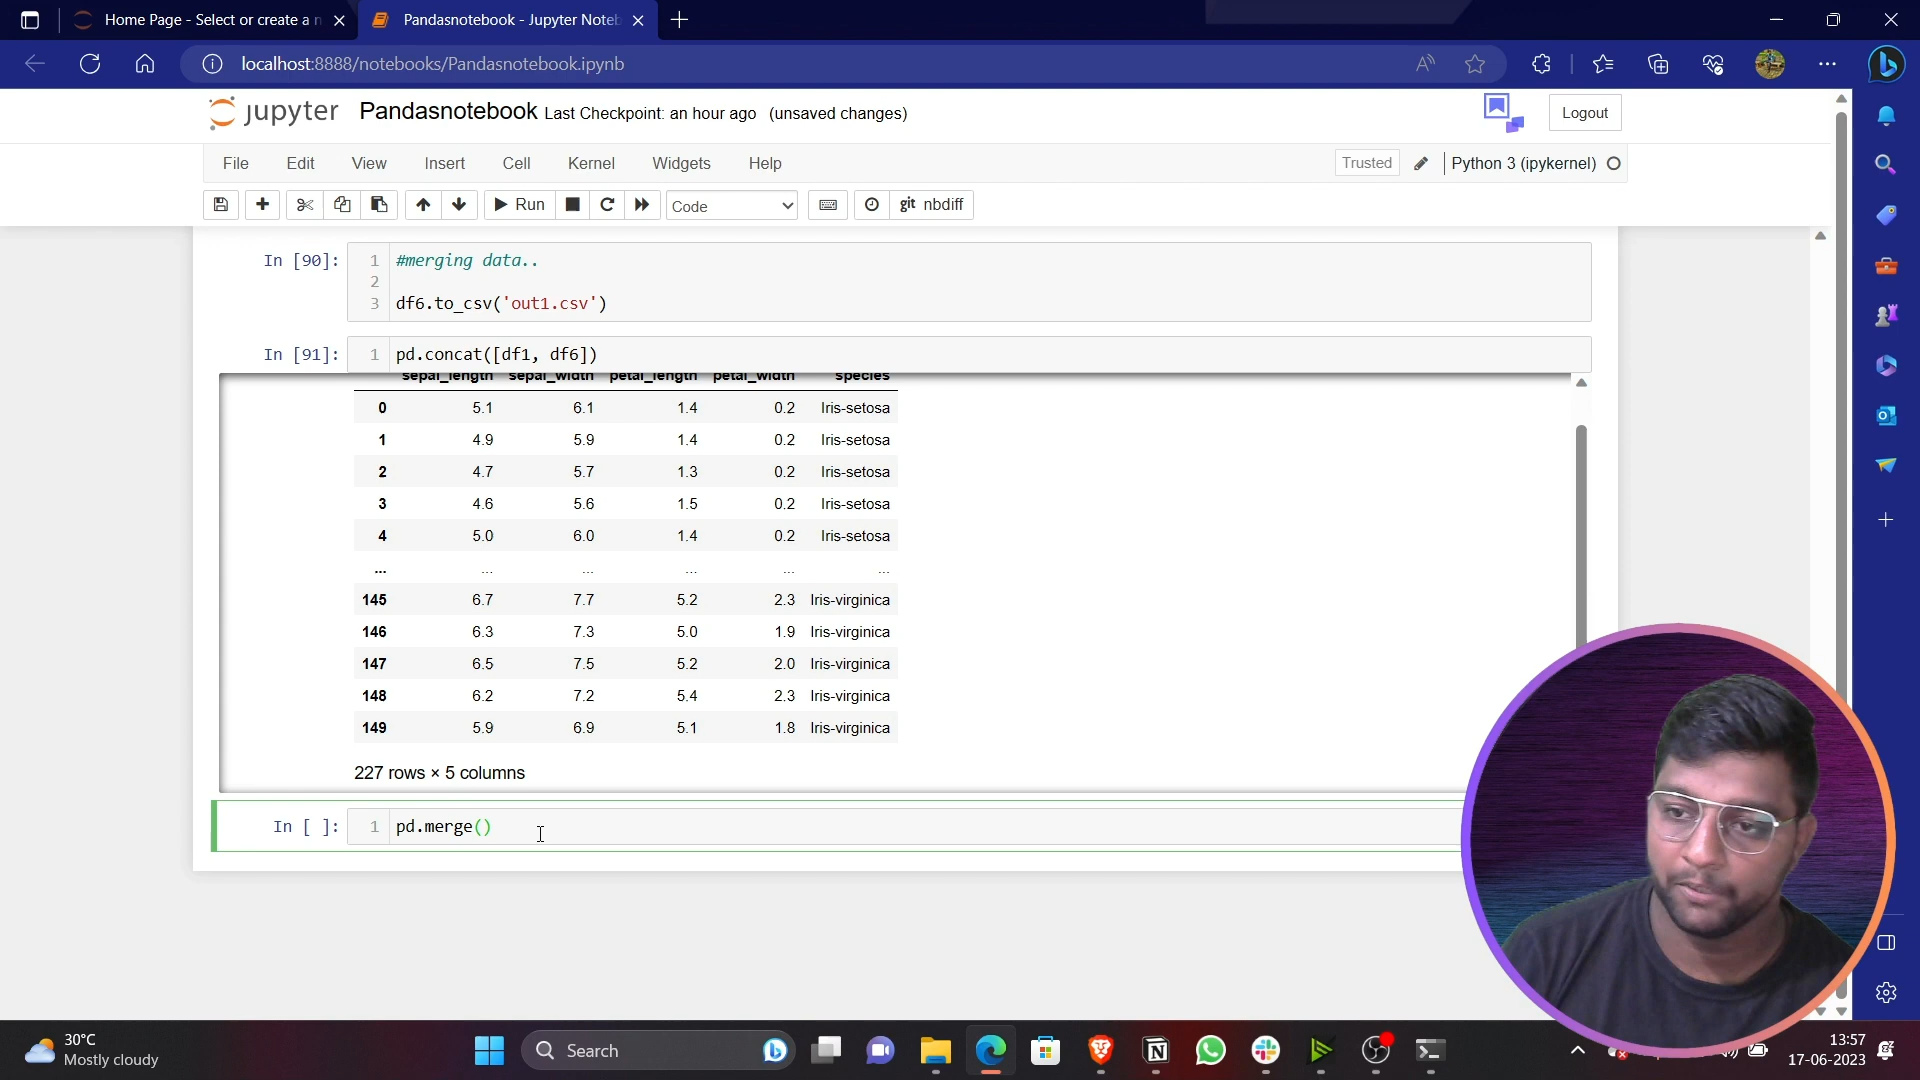 Home Page - Select or create a n
Pandasnotebook - Jupyter Noteb
localhost:8888/notebooks/Pandasnotebook.ipynb
jupyter Pandasnotebook Last Checkpoint: an hour ago (unsaved changes)
Logout
File Edit View Insert Cell Kernel Widgets Help
Trusted Python 3 (ipykernel)
Run Code git nbdiff
In [90]: 1 #merging data..
2
3 df6.to_csv('out1.csv')
In [91]: 1 pd.concat([df1, df6])
sepal_length sepal_width petal_length petal_width species
0 5.1 6.1 1.4 0.2 Iris-setosa
1 4.9 5.9 1.4 0.2 Iris-setosa
2 4.7 5.7 1.3 0.2 Iris-setosa
3 4.6 5.6 1.5 0.2 Iris-setosa
4 5.0 6.0 1.4 0.2 Iris-setosa
... ... ... ... ... ...
145 6.7 7.7 5.2 2.3 Iris-virginica
146 6.3 7.3 5.0 1.9 Iris-virginica
147 6.5 7.5 5.2 2.0 Iris-virginica
148 6.2 7.2 5.4 2.3 Iris-virginica
149 5.9 6.9 5.1 1.8 Iris-virginica
227 rows × 5 columns
In [ ]: 1 pd.merge()
30°C
Mostly cloudy
Search
13:57
17-06-2023